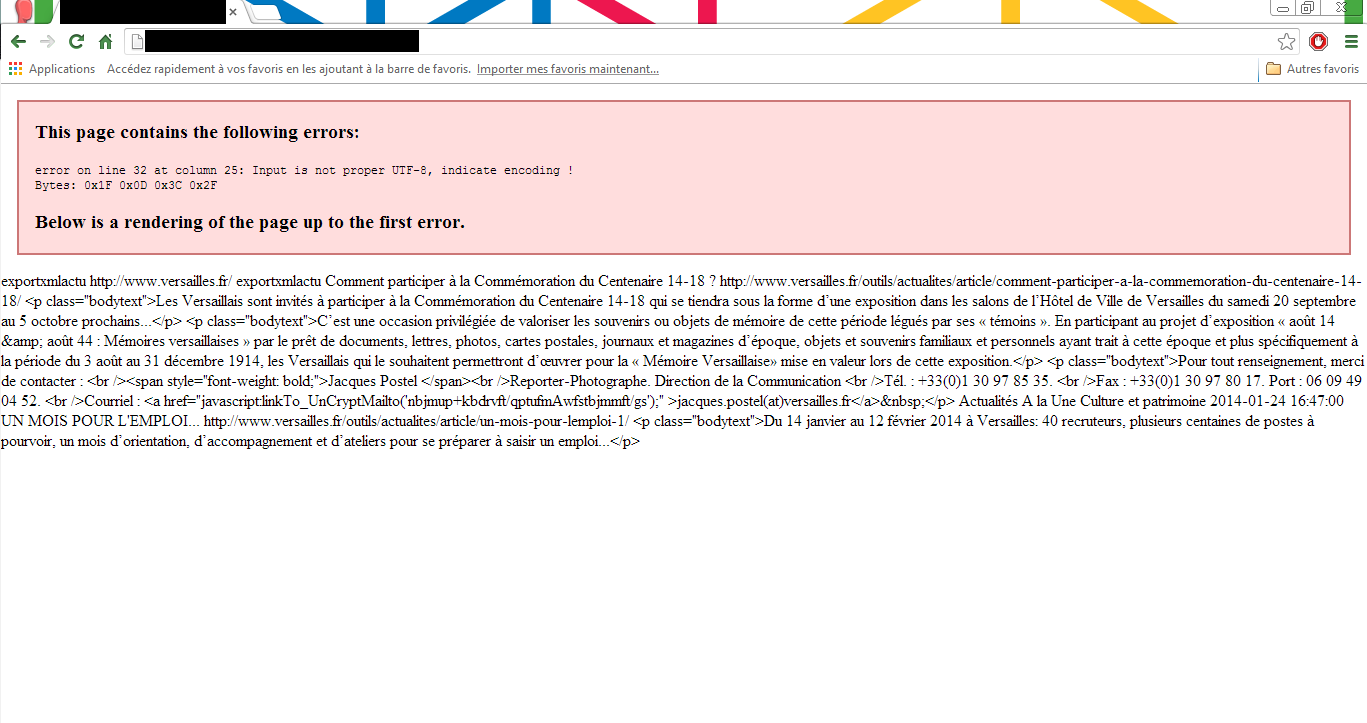 Applications Accédez rapidement à vos favoris en les ajoutant à la barre de favoris. Importer mes favoris maintenant... Autres favoris
This page contains the following errors:
error on line 32 at column 25: Input is not proper UTF-8, indicate encoding !
Bytes: 0x1F 0x0D 0x3C 0x2F
Below is a rendering of the page up to the first error.
exportxmlactu http://www.versailles.fr/ exportxmlactu Comment participer à la Commémoration du Centenaire 14-18 ? http://www.versailles.fr/outils/actualites/article/comment-participer-a-la-commemoration-du-centenaire-14-
18/ <p class="bodytext">Les Versaillais sont invités à participer à la Commémoration du Centenaire 14-18 qui se tiendra sous la forme d’une exposition dans les salons de l’Hôtel de Ville de Versailles du samedi 20 septembre
au 5 octobre prochains...</p> <p class="bodytext">C’est une occasion privilégiée de valoriser les souvenirs ou objets de mémoire de cette période légués par ses « témoins ». En participant au projet d’exposition « août 14
&amp; août 44 : Mémoires versaillaises » par le prêt de documents, lettres, photos, cartes postales, journaux et magazines d’époque, objets et souvenirs familiaux et personnels ayant trait à cette époque et plus spécifiquement à
la période du 3 août au 31 décembre 1914, les Versaillais qui le souhaitent permettront d’œuvrer pour la « Mémoire Versaillaise» mise en valeur lors de cette exposition.</p> <p class="bodytext">Pour tout renseignement, merci
de contacter : <br /><span style="font-weight: bold;">Jacques Postel </span><br />Reporter-Photographe. Direction de la Communication <br />Tél. : +33(0)1 30 97 85 35. <br />Fax : +33(0)1 30 97 80 17. Port : 06 09 49
04 52. <br />Courriel : <a href="javascript:linkTo_UnCryptMailto('nbjmup+kbdrvft/qptufmAwfstbjmmft/gs');" >jacques.postel(at)versailles.fr</a>&nbsp;</p> Actualités A la Une Culture et patrimoine 2014-01-24 16:47:00
UN MOIS POUR L'EMPLOI... http://www.versailles.fr/outils/actualites/article/un-mois-pour-lemploi-1/ <p class="bodytext">Du 14 janvier au 12 février 2014 à Versailles: 40 recruteurs, plusieurs centaines de postes à
pourvoir, un mois d’orientation, d’accompagnement et d’ateliers pour se préparer à saisir un emploi...</p>